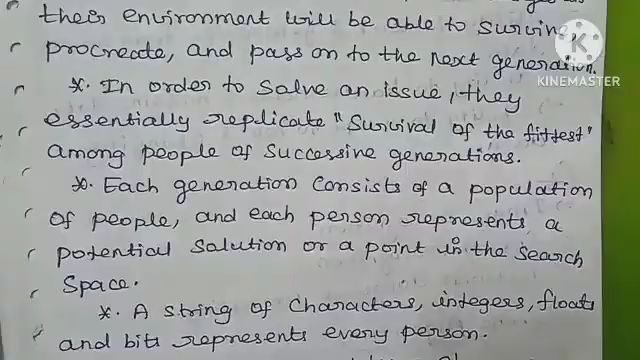 their environment will be able to survive,
procreate, and pass on to the next generation.
*. In order to solve an issue, they
essentially replicate "Survival of the fittest"
among people of successive generations.
*. Each generation consists of a population
of people, and each person represents a
potential solution or a point in the search
space.
*. A string of characters, integers, floats
and bits represents every person.
KINEMASTER